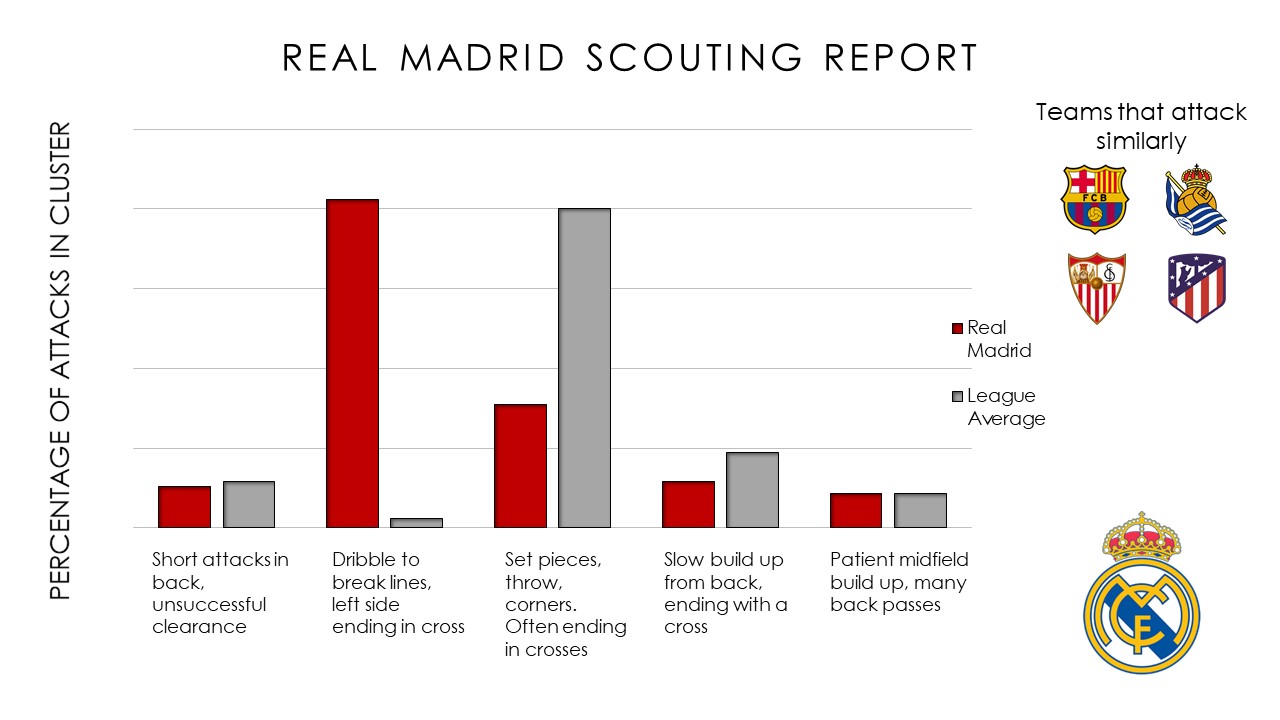 REAL MADRID SCOUTING REPORT
PERCENTAGE OF ATTACKS IN CLUSTER
Teams that attack
similarly
FCB
Real
Madrid
League
Average
Short attacks in
back,
unsuccessful
clearance
Dribble to
break lines,
left side
ending in cross
Set pieces,
throw,
corners.
Often ending
in crosses
Slow build up
from back,
ending with a
cross
Patient midfield
build up, many
back passes